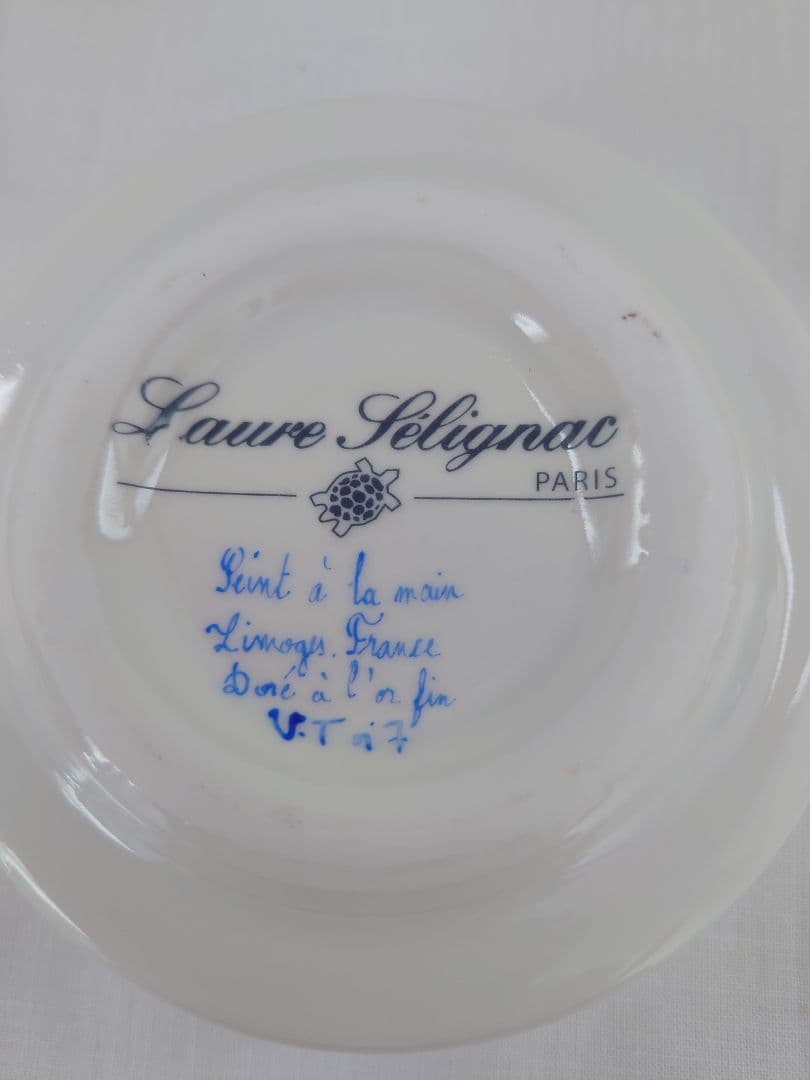 Laure Sélignac
PARIS
Peint à la main
Limoges. France
Doré à l'or fin
V.T